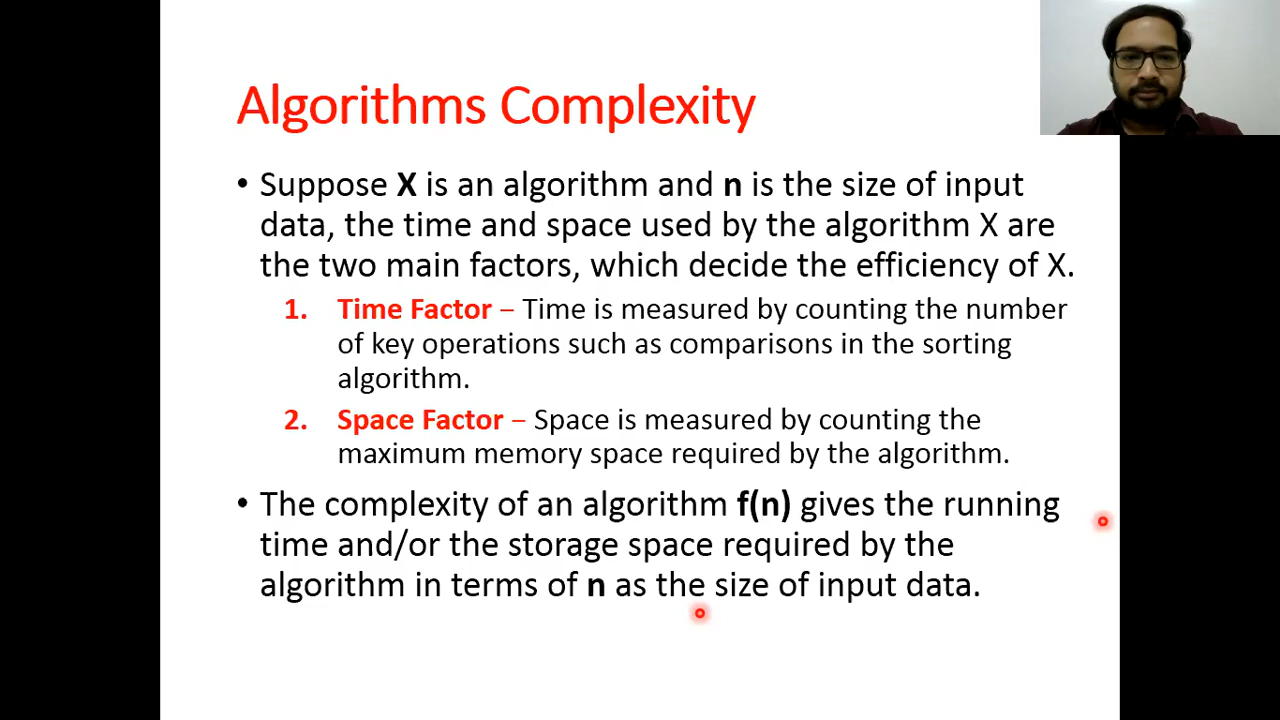 Algorithms Complexity
• Suppose X is an algorithm and n is the size of input
data, the time and space used by the algorithm X are
the two main factors, which decide the efficiency of X.
1. Time Factor – Time is measured by counting the number
of key operations such as comparisons in the sorting
algorithm.
2. Space Factor – Space is measured by counting the
maximum memory space required by the algorithm.
• The complexity of an algorithm f(n) gives the running
time and/or the storage space required by the
algorithm in terms of n as the size of input data.